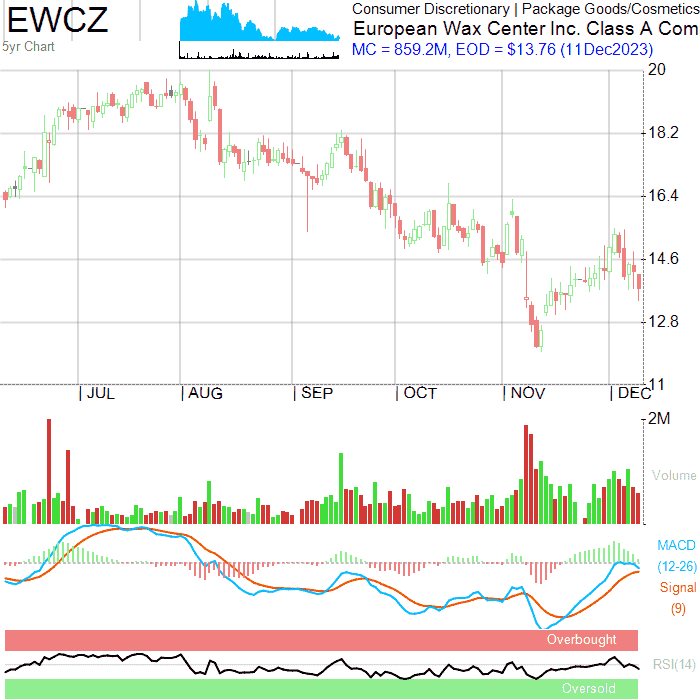 EWCZ
5yr Chart
Consumer Discretionary | Package Goods/Cosmetics
European Wax Center Inc. Class A Com
MC = 859.2M, EOD = $13.76 (11Dec2023)
20
18.2
16.4
14.6
12.8
11
| JUL | AUG | SEP | OCT | NOV | DEC
2M
Volume
MACD
(12-26)
Signal
(9)
Overbought
RSI(14)
Oversold